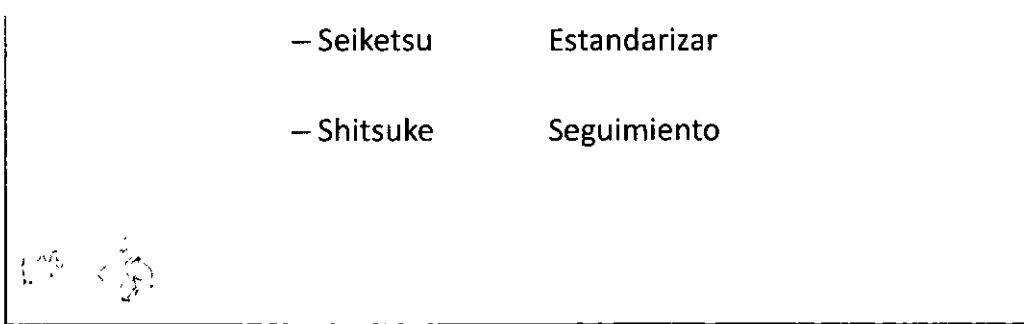 – Seiketsu Estandarizar
– Shitsuke Seguimiento